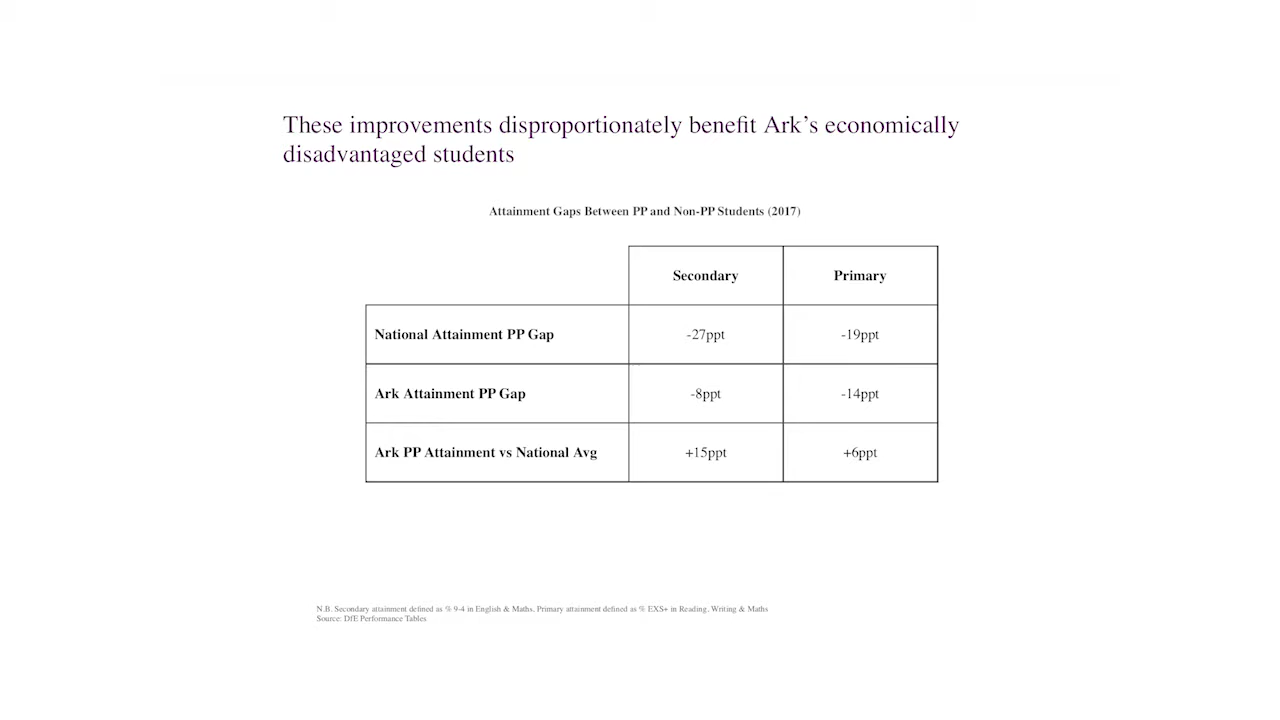 These improvements disproportionately benefit Ark’s economically
disadvantaged students
Attainment Gaps Between PP and Non-PP Students (2017)
Secondary Primary
National Attainment PP Gap -27ppt -19ppt
Ark Attainment PP Gap -8ppt -14ppt
Ark PP Attainment vs National Avg +15ppt +6ppt
N.B. Secondary attainment defined as % 9-4 in English & Maths, Primary attainment defined as % EXS+ in Reading, Writing & Maths
Source: DfE Performance Tables